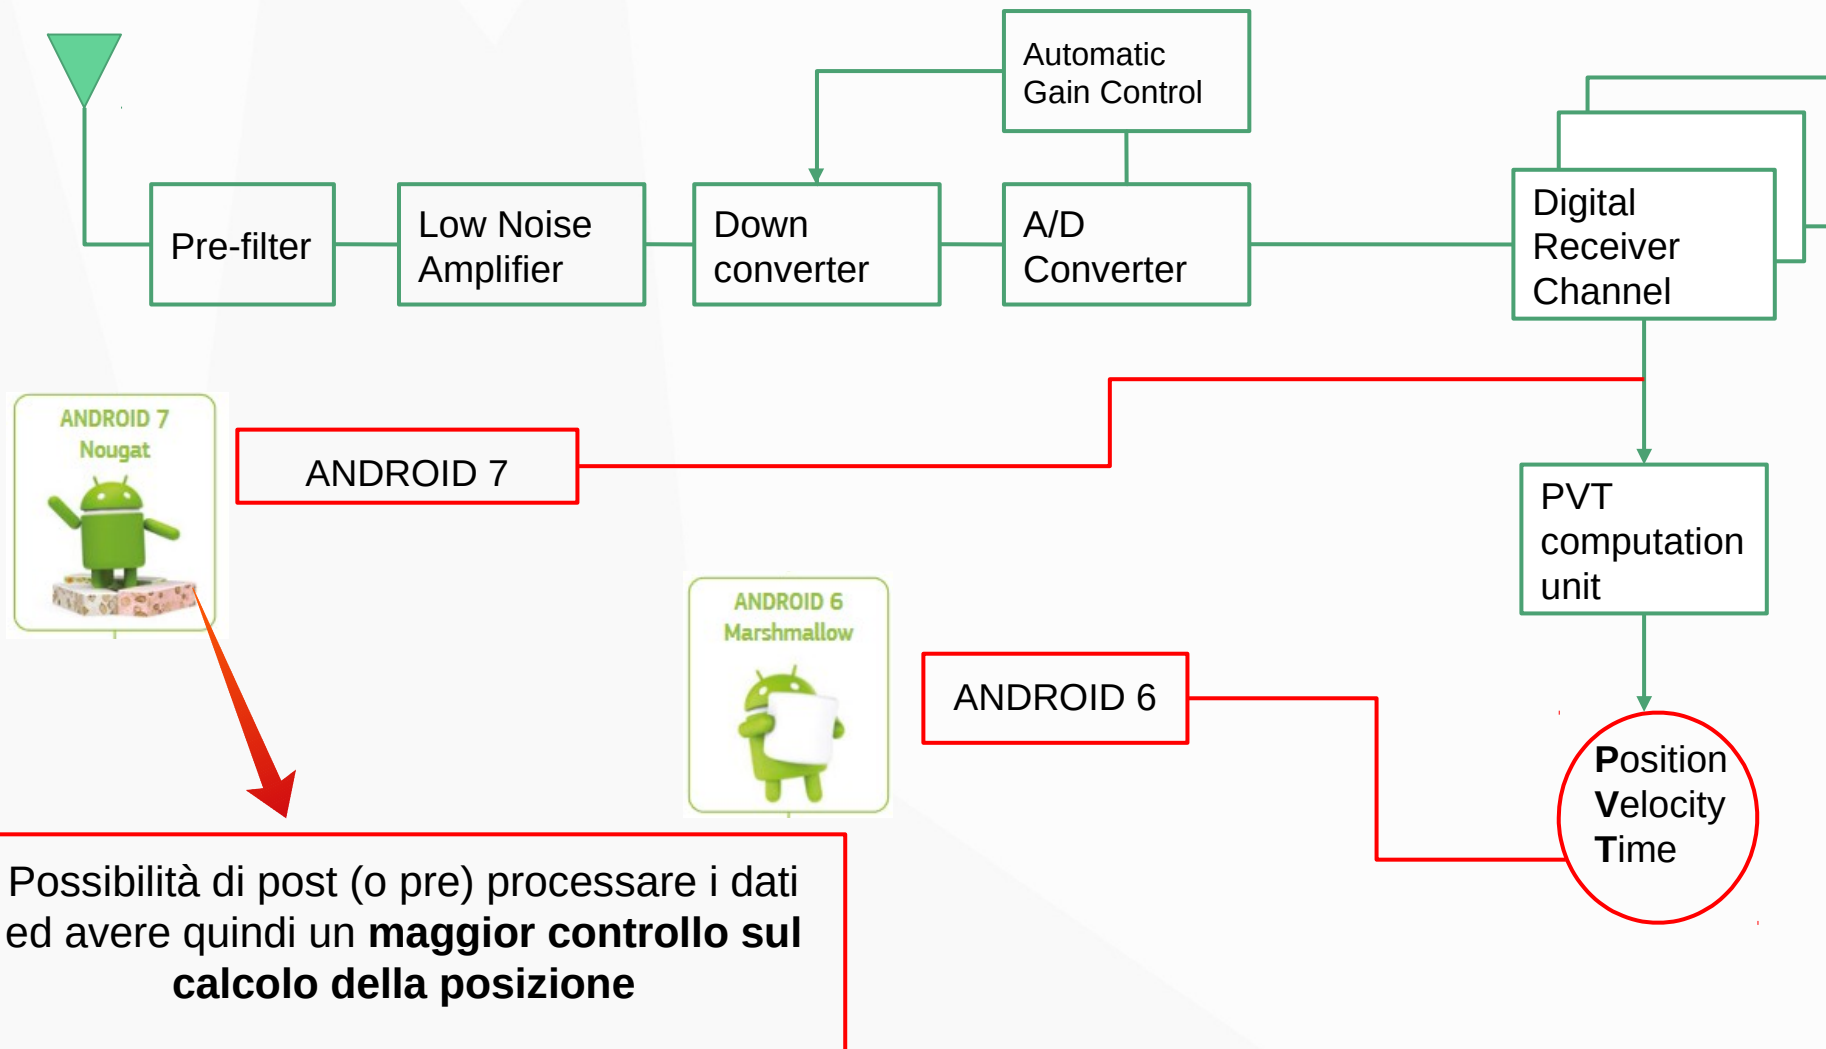 Automatic
Gain Control
Pre-filter
Low Noise
Amplifier
Down
converter
A/D
Converter
Digital
Receiver
Channel
ANDROID 7
Nougat
ANDROID 7
PVT
computation
unit
ANDROID 6
Marshmallow
ANDROID 6
Position
Velocity
Time
Possibilità di post (o pre) processare i dati
ed avere quindi un maggior controllo sul
calcolo della posizione